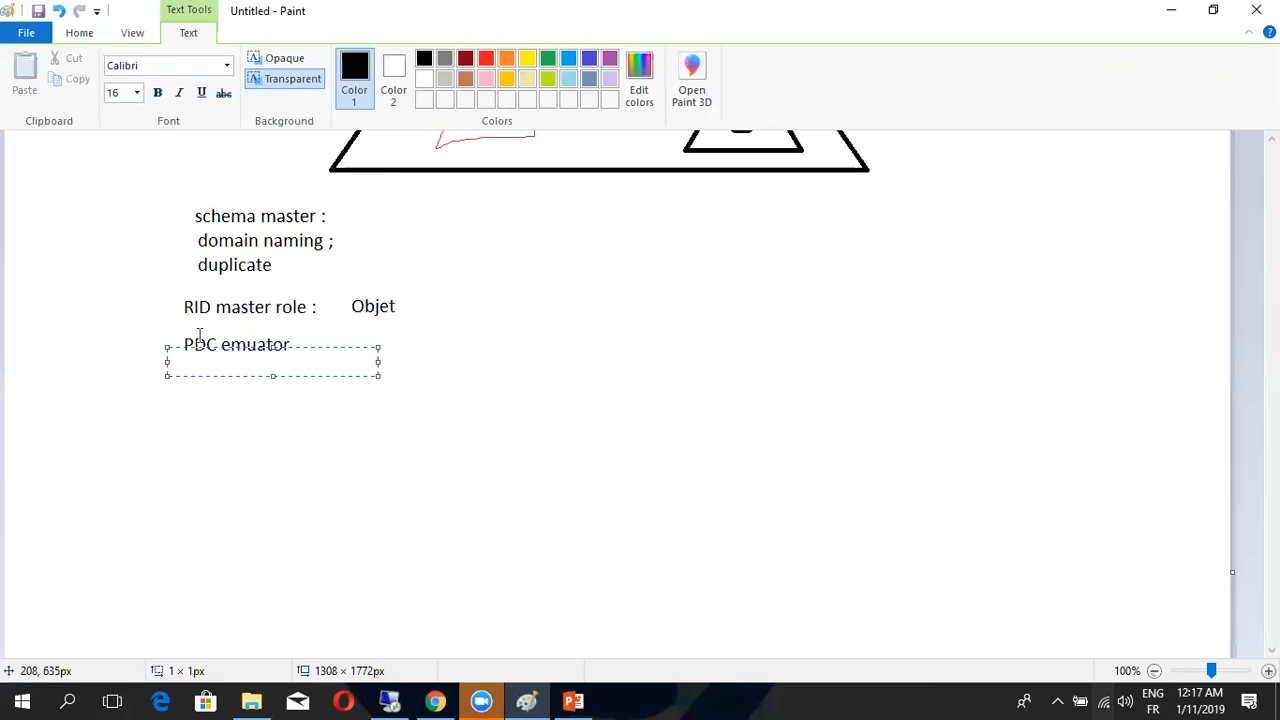 Text Tools
Untitled - Paint
File
Home
View
Text
Paste
Cut
Copy
Clipboard
Calibri
16
B I U abc
Font
Opaque
Transparent
Background
Color 1
Color 2
Colors
Edit colors
Open Paint 3D
schema master :
domain naming ;
duplicate
RID master role : Objet
PDC emuator
208, 635px
1 × 1px
1308 × 1772px
100%
ENG
FR
12:17 AM
1/11/2019